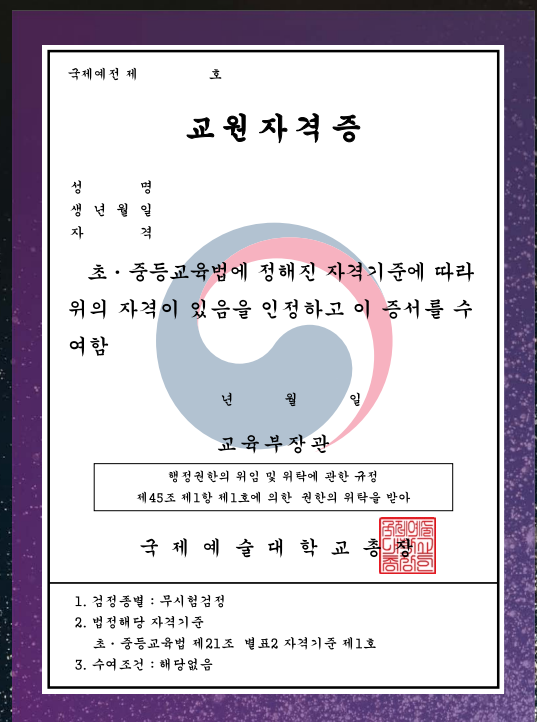 국제예전 제 호
교원자격증
성 명
생 년 월 일
자 격
초·중등교육법에 정해진 자격기준에 따라
위의 자격이 있음을 인정하고 이 증서를 수
여함
년 월 일
교육부장관
행정권한의 위임 및 위탁에 관한 규정
제45조 제1항 제1호에 의한 권한의 위탁을 받아
국제예술대학교총장
1. 검정종별 : 무시험검정
2. 법정해당 자격기준
초·중등교육법 제21조 별표2 자격기준 제1호
3. 수여조건 : 해당없음